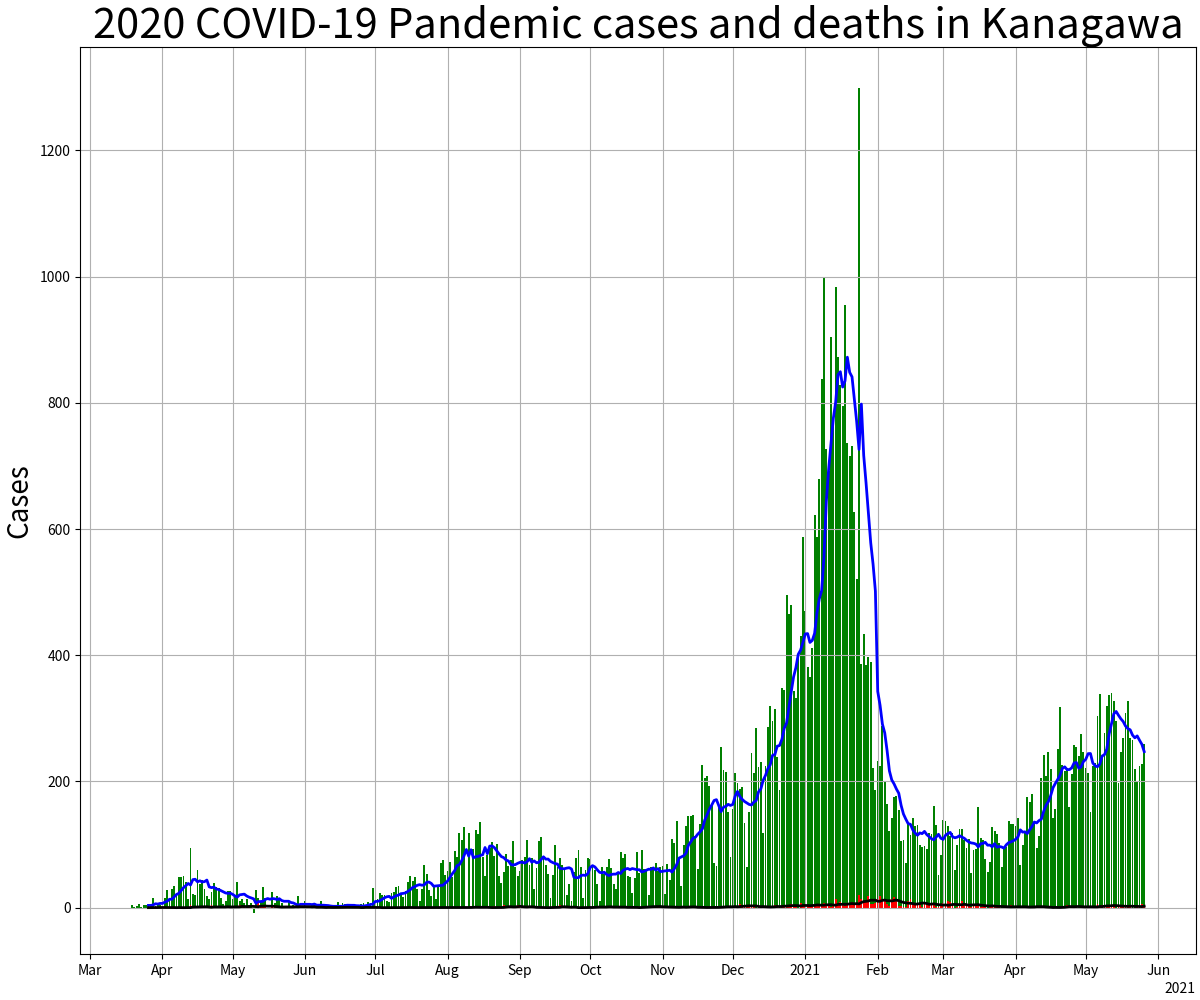 2020 COVID-19 Pandemic cases and deaths in Kanagawa
Cases
1200
1000
800
600
400
200
0
Mar Apr May Jun Jul Aug Sep Oct Nov Dec 2021 Feb Mar Apr May Jun
2021